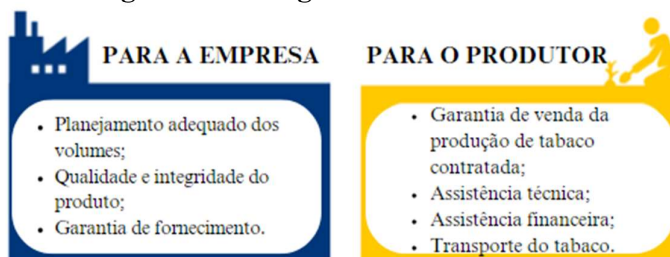 PARA A EMPRESA
• Planejamento adequado dos
volumes;
• Qualidade e integridade do
produto;
• Garantia de fornecimento.
PARA O PRODUTOR
• Garantia de venda da
produção de tabaco
contratada;
• Assistência técnica;
• Assistência financeira;
• Transporte do tabaco.